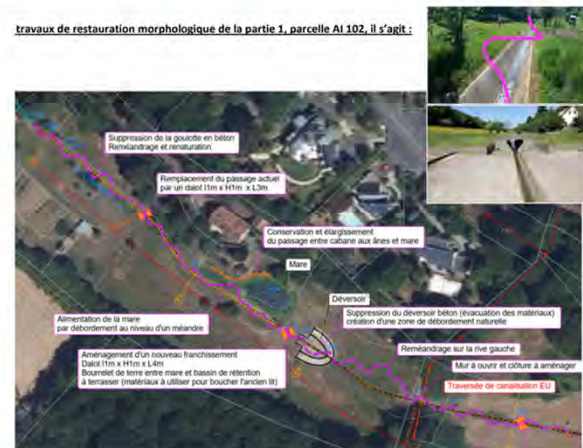 travaux de restauration morphologique de la partie 1, parcelle AI 102, il s'agit :
Suppression de la goulotte en béton
Reméandrage et renaturation
Remplacement du passage actuel
par un dalot l1m x H1m x L3m
Conservation et élargissement
du passage entre cabane aux ânes et mare
Mare
Déversoir
Suppression du déversoir béton (évacuation des matériaux)
création d'une zone de débordement naturelle
Alimentation de la mare
par débordement au niveau d'un méandre
Reméandrage sur la rive gauche
Aménagement d'un nouveau franchissement
Dalot l1m x H1m x L4m
Bourrelet de terre entre mare et bassin de rétention
à terrasser (matériaux à utiliser pour boucher l'ancien lit)
Mur à ouvrir et clôture à aménager
Traversée de canalisation EU